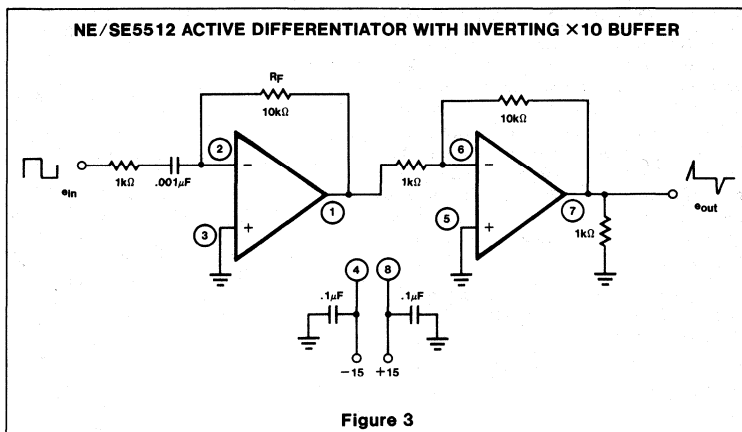 NE/SE5512 ACTIVE DIFFERENTIATOR WITH INVERTING ×10 BUFFER
RF
10kΩ
10kΩ
2
6
1kΩ
.001μF
ein
1kΩ
1
7
eout
3
5
1kΩ
4
8
.1μF
.1μF
−15
+15
Figure 3